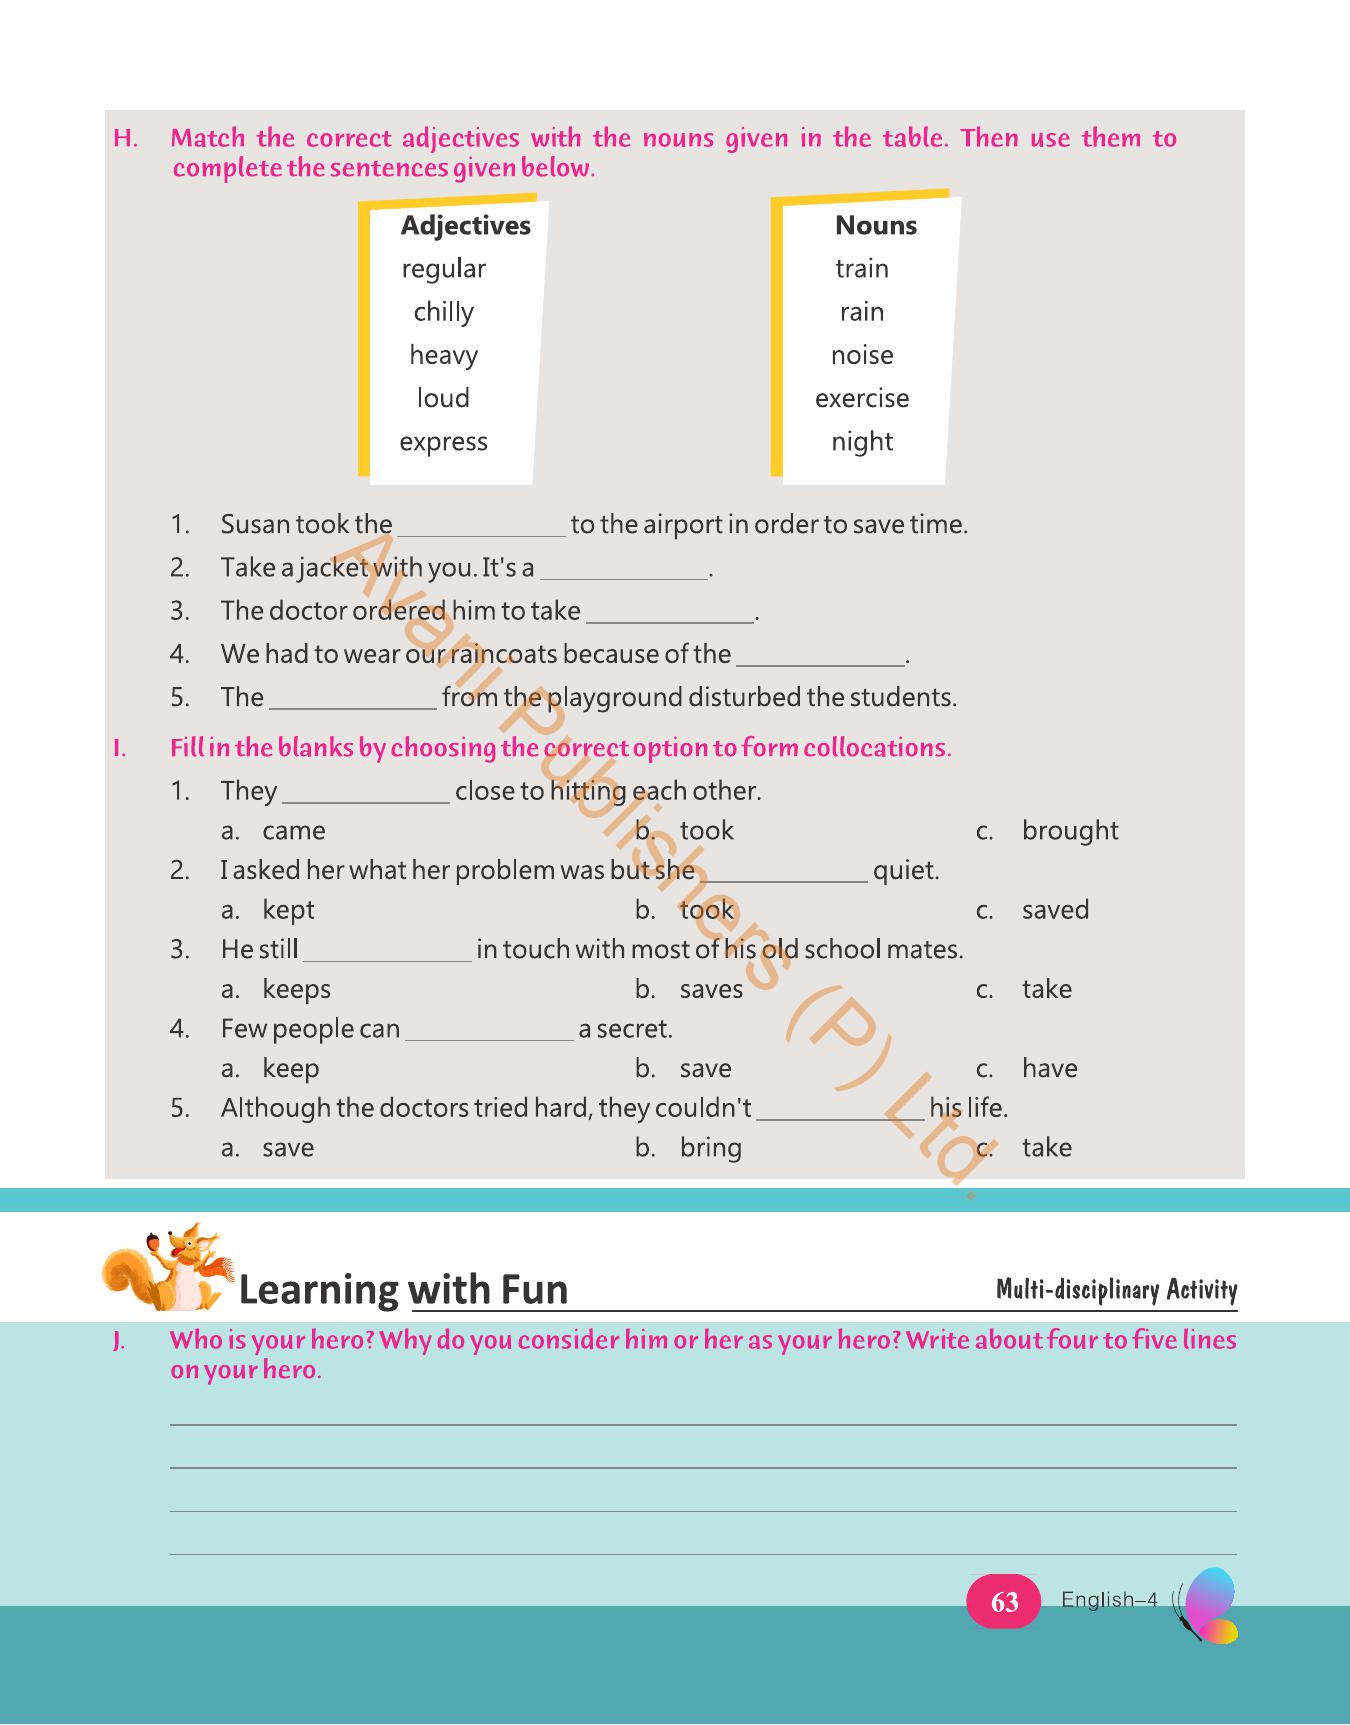 H. Match the correct adjectives with the nouns given in the table. Then use them to
complete the sentences given below.
Adjectives Nouns
regular train
chilly rain
heavy noise
loud exercise
express night
1. Susan took the ____________ to the airport in order to save time.
2. Take a jacket with you. It's a ____________.
3. The doctor ordered him to take ____________.
4. We had to wear our raincoats because of the ____________.
5. The ____________ from the playground disturbed the students.
I. Fill in the blanks by choosing the correct option to form collocations.
1. They ____________ close to hitting each other.
a. came b. took c. brought
2. I asked her what her problem was but she ____________ quiet.
a. kept b. took c. saved
3. He still ____________ in touch with most of his old school mates.
a. keeps b. saves c. take
4. Few people can ____________ a secret.
a. keep b. save c. have
5. Although the doctors tried hard, they couldn't ____________ his life.
a. save b. bring c. take
Avani Publishers (P) Ltd.
Learning with Fun
Multi-disciplinary Activity
J. Who is your hero? Why do you consider him or her as your hero? Write about four to five lines
on your hero.
63 English–4